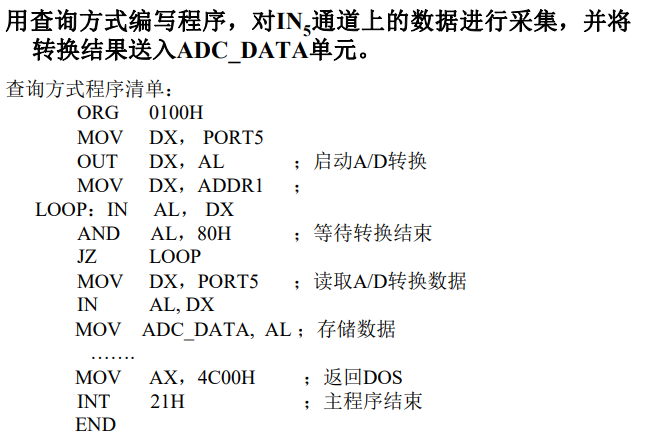 用查询方式编写程序，对IN5通道上的数据进行采集，并将
转换结果送入ADC_DATA单元。
查询方式程序清单：
ORG 0100H
MOV DX， PORT5
OUT DX，AL ；启动A/D转换
MOV DX，ADDR1 ；
LOOP：IN AL， DX
AND AL，80H ；等待转换结束
JZ LOOP
MOV DX，PORT5 ；读取A/D转换数据
IN AL, DX
MOV ADC_DATA, AL ；存储数据
…….
MOV AX，4C00H ；返回DOS
INT 21H ；主程序结束
END